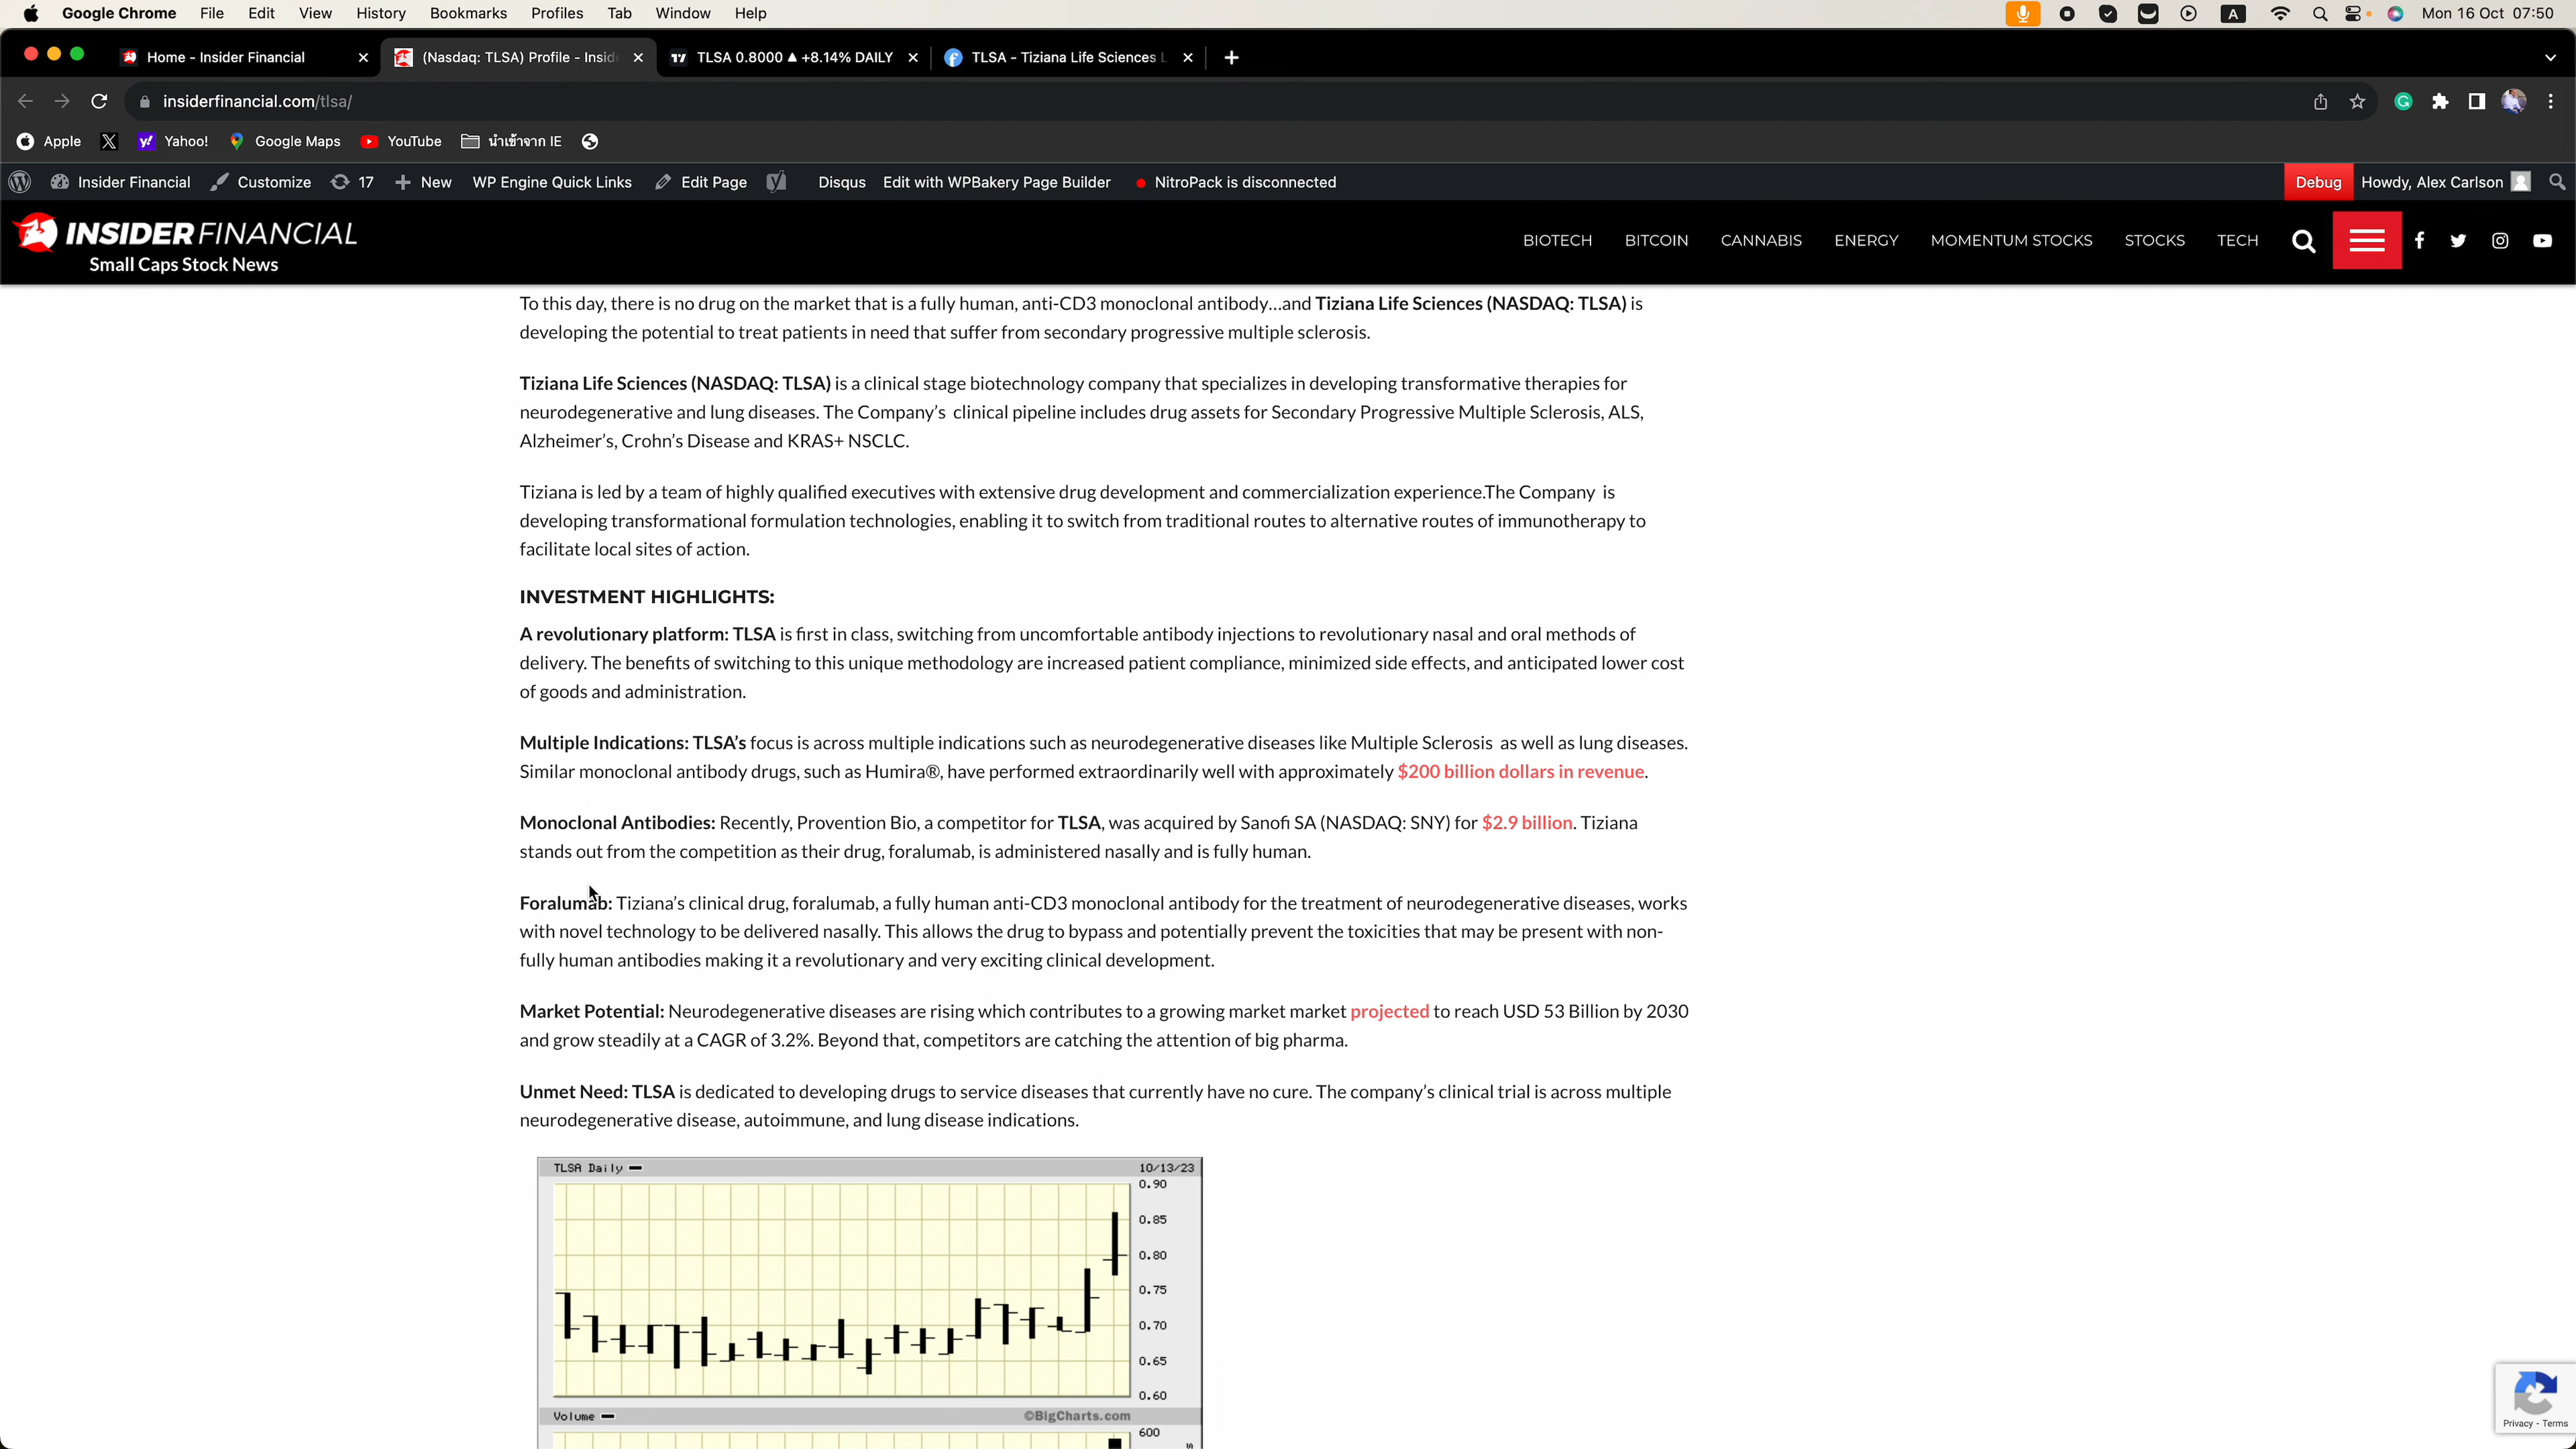 Google Chrome File Edit View History Bookmarks Profiles Tab Window Help A Mon 16 Oct 07:50
Home - Insider Financial (Nasdaq: TLSA) Profile - Insid TLSA 0.8000 ▲ +8.14% DAILY TLSA - Tiziana Life Sciences L
insiderfinancial.com/tlsa/
Apple Yahoo! Google Maps YouTube นำเข้าจาก IE
Insider Financial Customize 17 New WP Engine Quick Links Edit Page Disqus Edit with WPBakery Page Builder NitroPack is disconnected Debug Howdy, Alex Carlson
INSIDER FINANCIAL
Small Caps Stock News
BIOTECH BITCOIN CANNABIS ENERGY MOMENTUM STOCKS STOCKS TECH
To this day, there is no drug on the market that is a fully human, anti-CD3 monoclonal antibody…and Tiziana Life Sciences (NASDAQ: TLSA) is
developing the potential to treat patients in need that suffer from secondary progressive multiple sclerosis.
Tiziana Life Sciences (NASDAQ: TLSA) is a clinical stage biotechnology company that specializes in developing transformative therapies for
neurodegenerative and lung diseases. The Company’s clinical pipeline includes drug assets for Secondary Progressive Multiple Sclerosis, ALS,
Alzheimer’s, Crohn’s Disease and KRAS+ NSCLC.
Tiziana is led by a team of highly qualified executives with extensive drug development and commercialization experience.The Company is
developing transformational formulation technologies, enabling it to switch from traditional routes to alternative routes of immunotherapy to
facilitate local sites of action.
INVESTMENT HIGHLIGHTS:
A revolutionary platform: TLSA is first in class, switching from uncomfortable antibody injections to revolutionary nasal and oral methods of
delivery. The benefits of switching to this unique methodology are increased patient compliance, minimized side effects, and anticipated lower cost
of goods and administration.
Multiple Indications: TLSA’s focus is across multiple indications such as neurodegenerative diseases like Multiple Sclerosis as well as lung diseases.
Similar monoclonal antibody drugs, such as Humira®, have performed extraordinarily well with approximately $200 billion dollars in revenue.
Monoclonal Antibodies: Recently, Provention Bio, a competitor for TLSA, was acquired by Sanofi SA (NASDAQ: SNY) for $2.9 billion. Tiziana
stands out from the competition as their drug, foralumab, is administered nasally and is fully human.
Foralumab: Tiziana’s clinical drug, foralumab, a fully human anti-CD3 monoclonal antibody for the treatment of neurodegenerative diseases, works
with novel technology to be delivered nasally. This allows the drug to bypass and potentially prevent the toxicities that may be present with non-
fully human antibodies making it a revolutionary and very exciting clinical development.
Market Potential: Neurodegenerative diseases are rising which contributes to a growing market market projected to reach USD 53 Billion by 2030
and grow steadily at a CAGR of 3.2%. Beyond that, competitors are catching the attention of big pharma.
Unmet Need: TLSA is dedicated to developing drugs to service diseases that currently have no cure. The company’s clinical trial is across multiple
neurodegenerative disease, autoimmune, and lung disease indications.
TLSA Daily 10/13/23
0.90
0.85
0.80
0.75
0.70
0.65
0.60
Volume ©BigCharts.com
600
Privacy - Terms